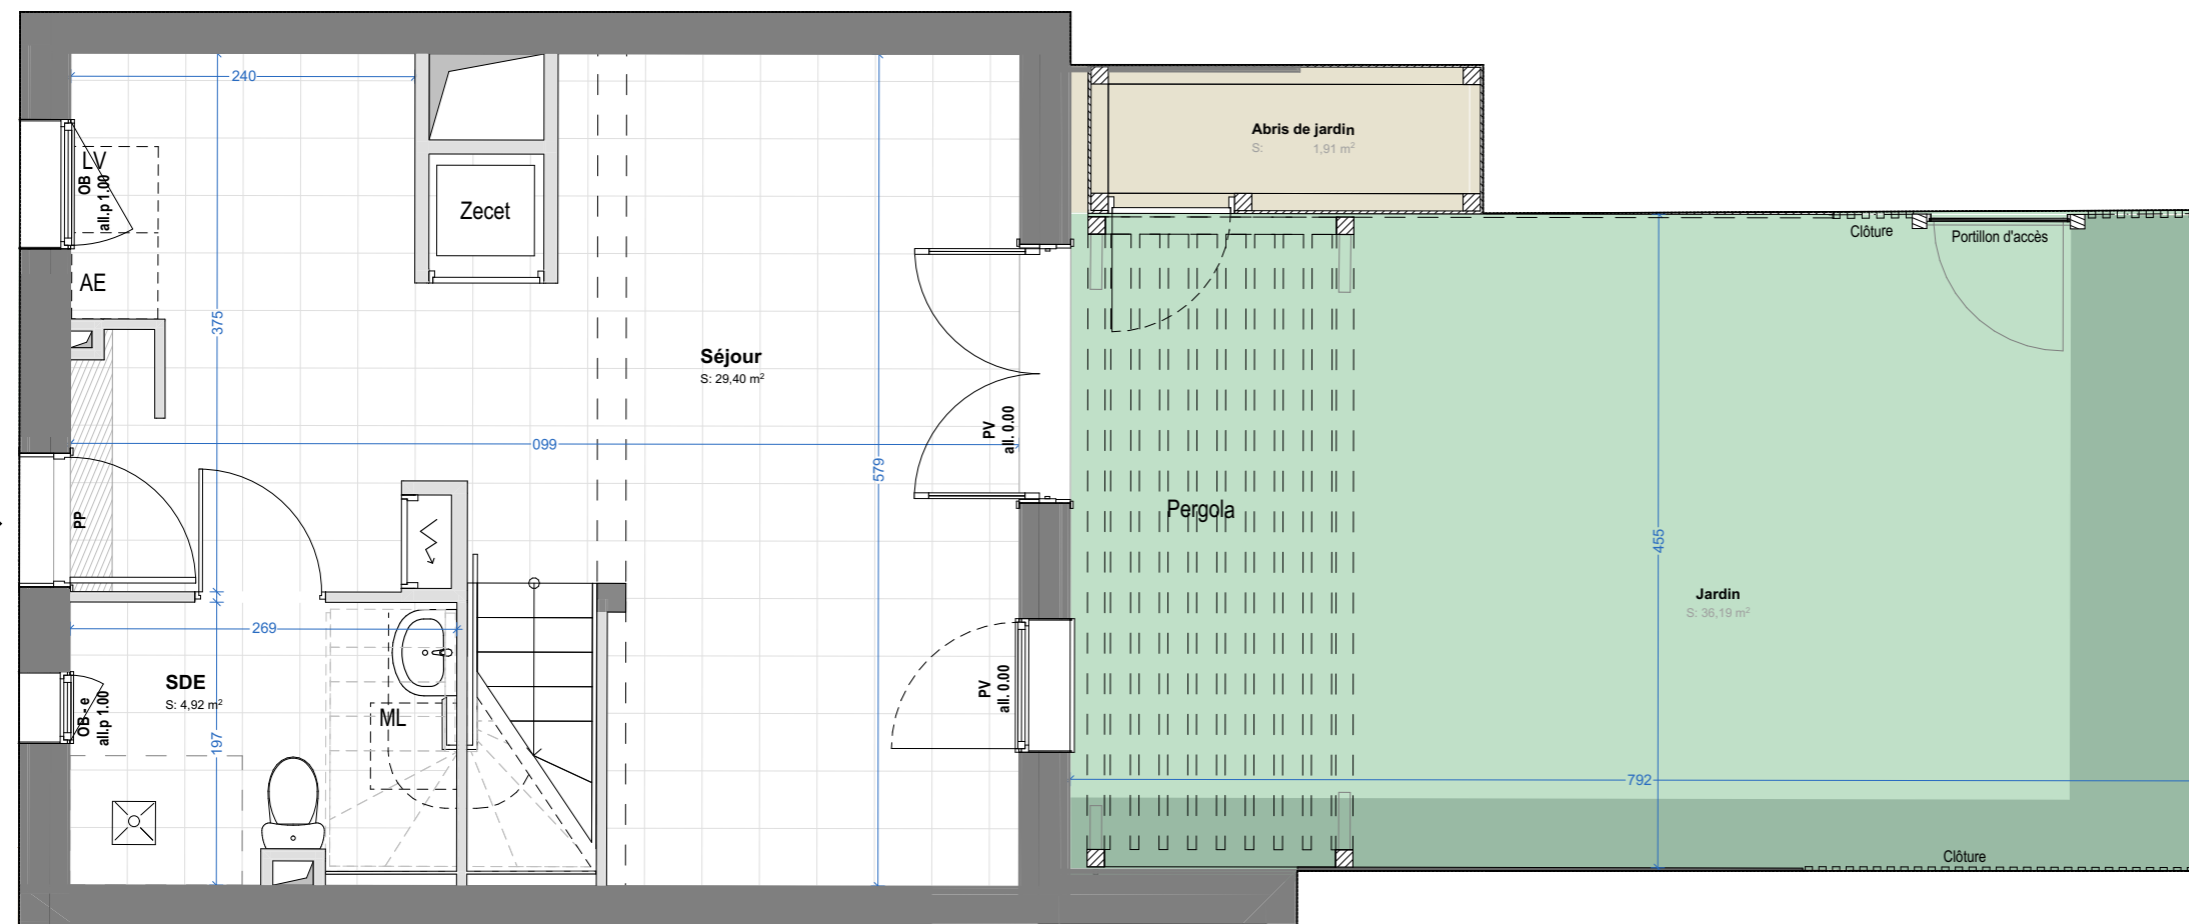 240
Abris de jardin
S: 1,91 m²
LV
OB
all.p 1.00
Zecet
Clôture
Portillon d'accès
AE
375
Séjour
S: 29,40 m²
PV
all. 0.00
660
579
Pergola
PP
455
Jardin
S: 36,19 m²
269
SDE
S: 4,92 m²
OB - e
all.p 1.00
ML
PV
all. 0.00
197
792
Clôture